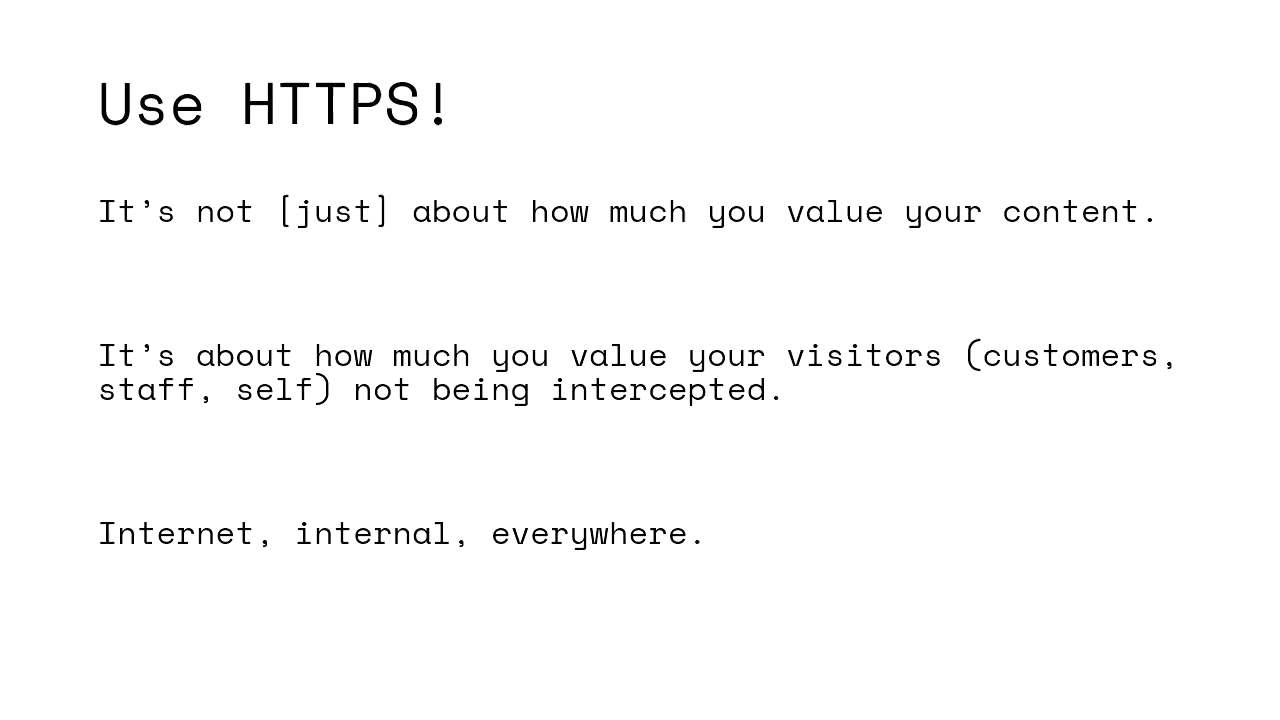 Use HTTPS!
It’s not [just] about how much you value your content.
It’s about how much you value your visitors (customers,
staff, self) not being intercepted.
Internet, internal, everywhere.